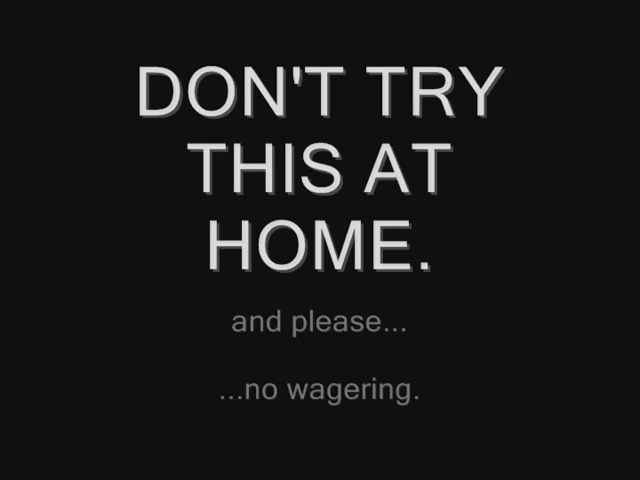 DON'T TRY
THIS AT
HOME.
and please...
...no wagering.